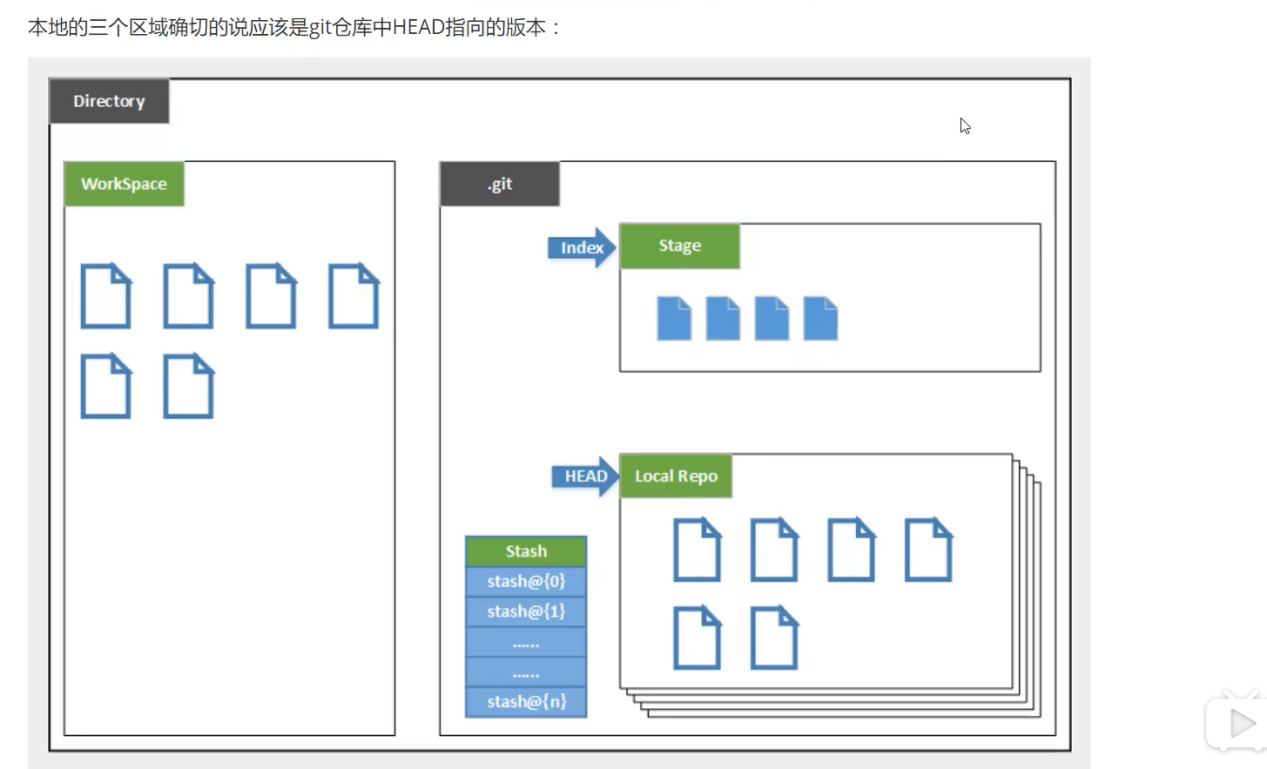 本地的三个区域确切的说应该是git仓库中HEAD指向的版本：
Directory
WorkSpace
.git
Index
Stage
HEAD
Local Repo
Stash
stash@{0}
stash@{1}
......
......
stash@{n}